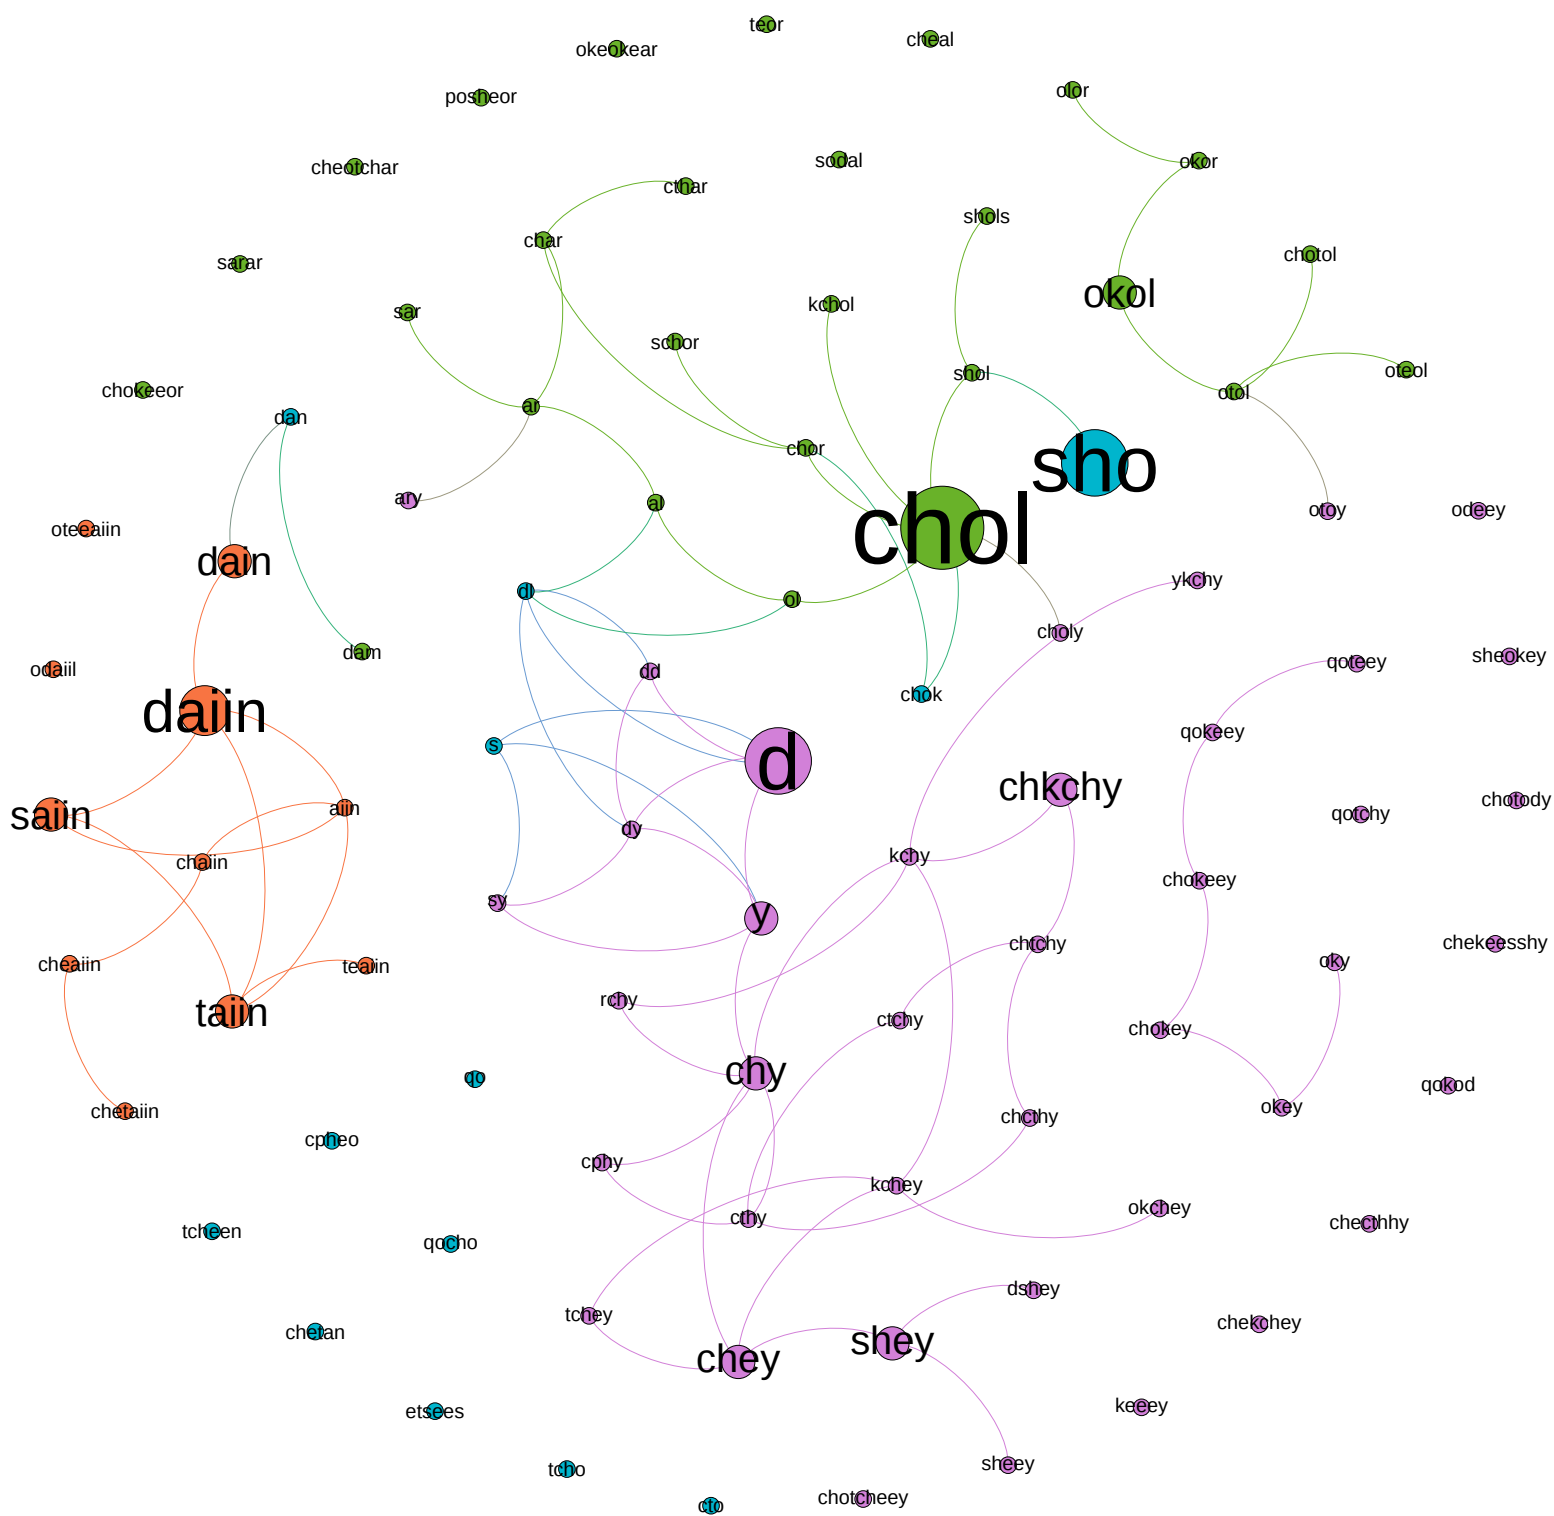 teor
cheal
okeokear
olor
posheor
sodal
okor
cheotchar
cthar
shols
char
chotol
sarar
okol
kchol
sar
schor
shol
oteol
chokeeor
otol
ar
dan
chor
sho
ary
al
otoy
odeey
oteeaiin
chol
dain
ykchy
dl
ol
choly
dam
sheokey
qoteey
odaiil
dd
chok
daiin
qokeey
s
d
chkchy
chotody
saiin
aiin
qotchy
dy
kchy
chaiin
chokeey
sy
y
chtchy
chekeesshy
cheaiin
teaiin
oky
rchy
taiin
ctchy
chokey
chy
qo
qokod
chetaiin
okey
chcthy
cpheo
cphy
kchey
okchey
cthy
checthhy
tcheen
qocho
dshey
tchey
chekchey
chetan
shey
chey
keeey
etsees
sheey
tcho
chotcheey
cto